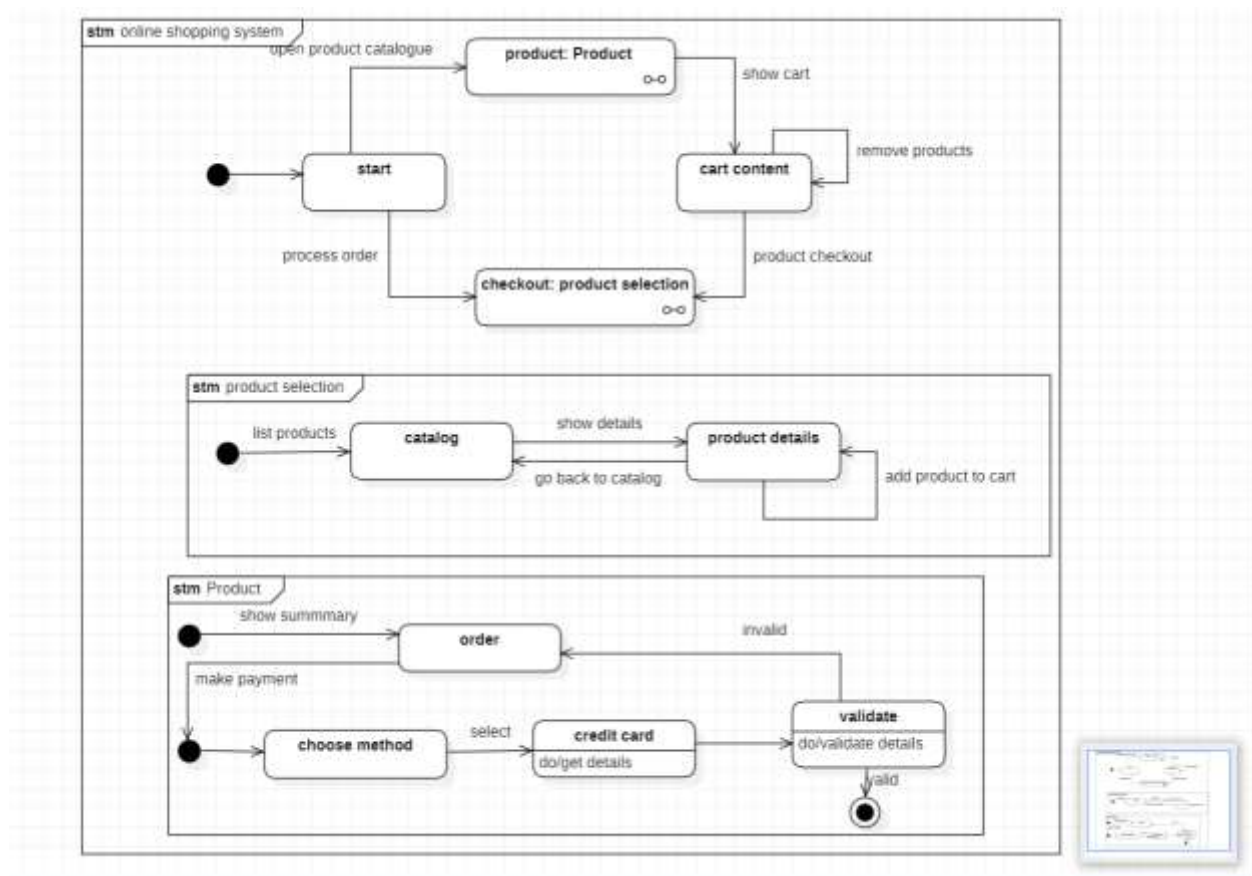 stm online shopping system
open product catalogue
product: Product
show cart
start
cart content
remove products
process order
product checkout
checkout: product selection
stm product selection
list products
catalog
show details
product details
go back to catalog
add product to cart
stm Product
show summmary
order
invalid
make payment
choose method
select
credit card
do/get details
validate
do/validate details
valid